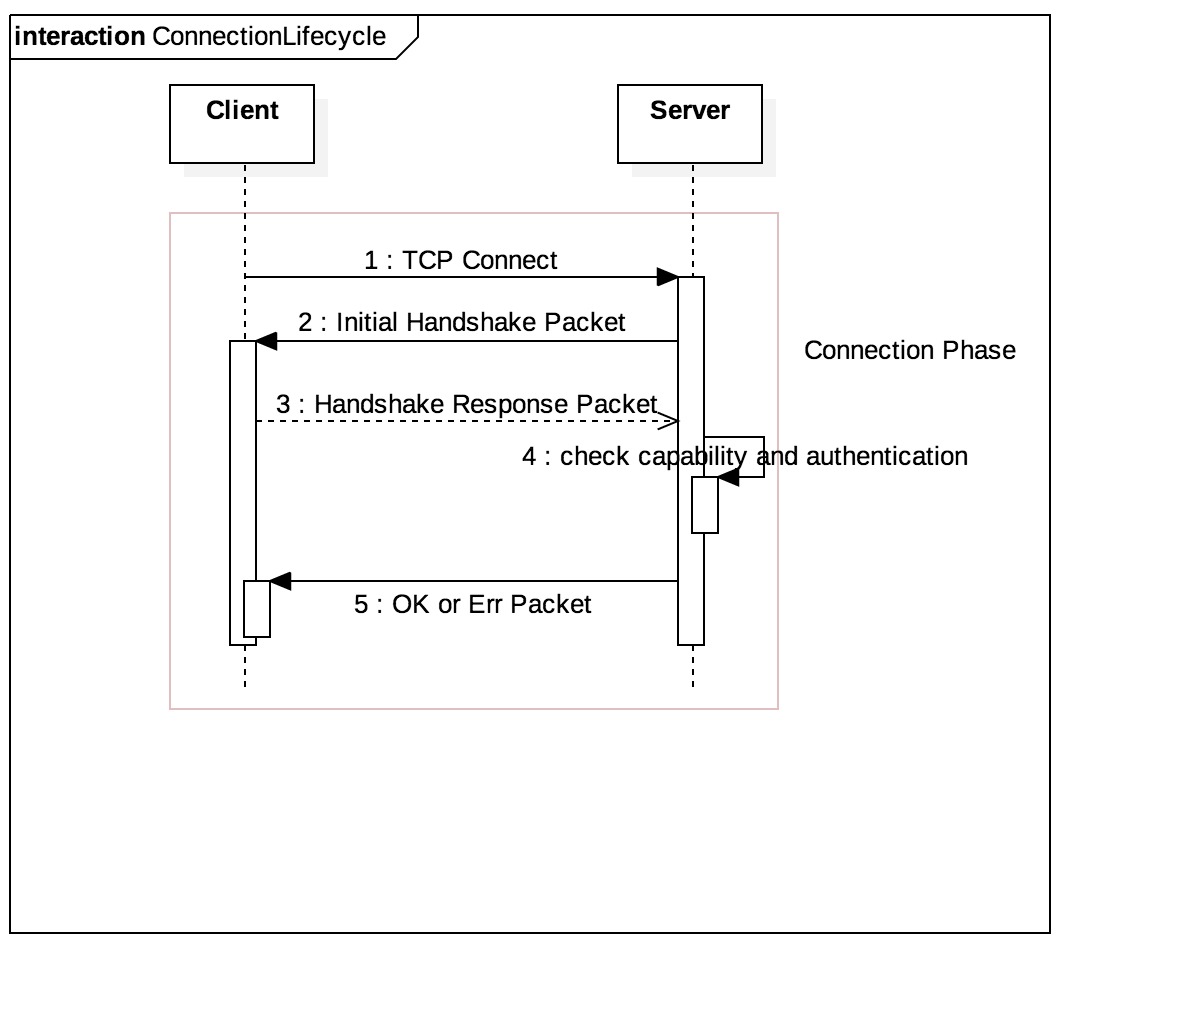 interaction ConnectionLifecycle
Client
Server
1 : TCP Connect
2 : Initial Handshake Packet
Connection Phase
3 : Handshake Response Packet
4 : check capability and authentication
5 : OK or Err Packet